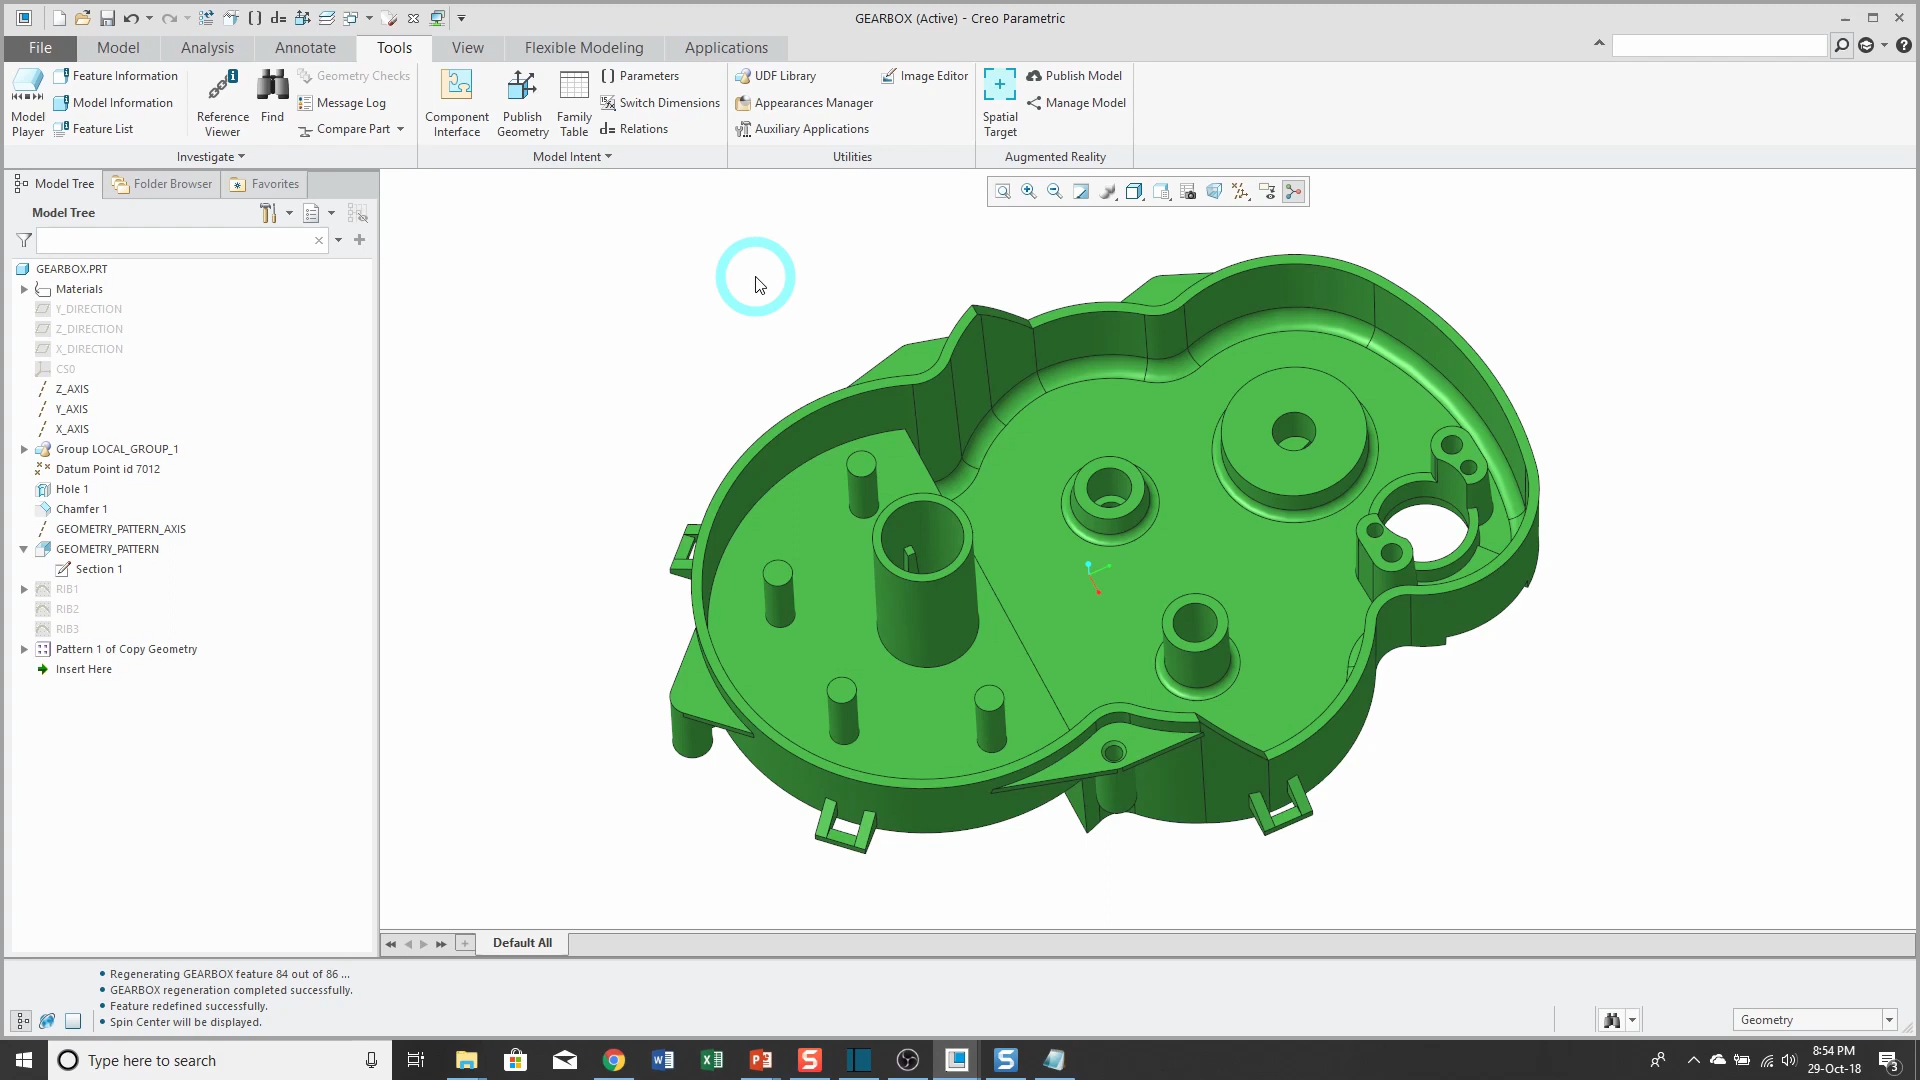 GEARBOX (Active) - Creo Parametric
File Model Analysis Annotate Tools View Flexible Modeling Applications
Model Player
Feature Information
Model Information
Feature List
Reference Viewer
Find
Geometry Checks
Message Log
Compare Part
Investigate
Component Interface
Publish Geometry
Family Table
Parameters
Switch Dimensions
Relations
Model Intent
UDF Library
Appearances Manager
Auxiliary Applications
Image Editor
Utilities
Spatial Target
Publish Model
Manage Model
Augmented Reality
Model Tree Folder Browser Favorites
Model Tree
GEARBOX.PRT
Materials
Y_DIRECTION
Z_DIRECTION
X_DIRECTION
CS0
Z_AXIS
Y_AXIS
X_AXIS
Group LOCAL_GROUP_1
Datum Point id 7012
Hole 1
Chamfer 1
GEOMETRY_PATTERN_AXIS
GEOMETRY_PATTERN
Section 1
RIB1
RIB2
RIB3
Pattern 1 of Copy Geometry
Insert Here
Default All
Regenerating GEARBOX feature 84 out of 86 ...
GEARBOX regeneration completed successfully.
Feature redefined successfully.
Spin Center will be displayed.
Geometry
Type here to search
8:54 PM
29-Oct-18
3